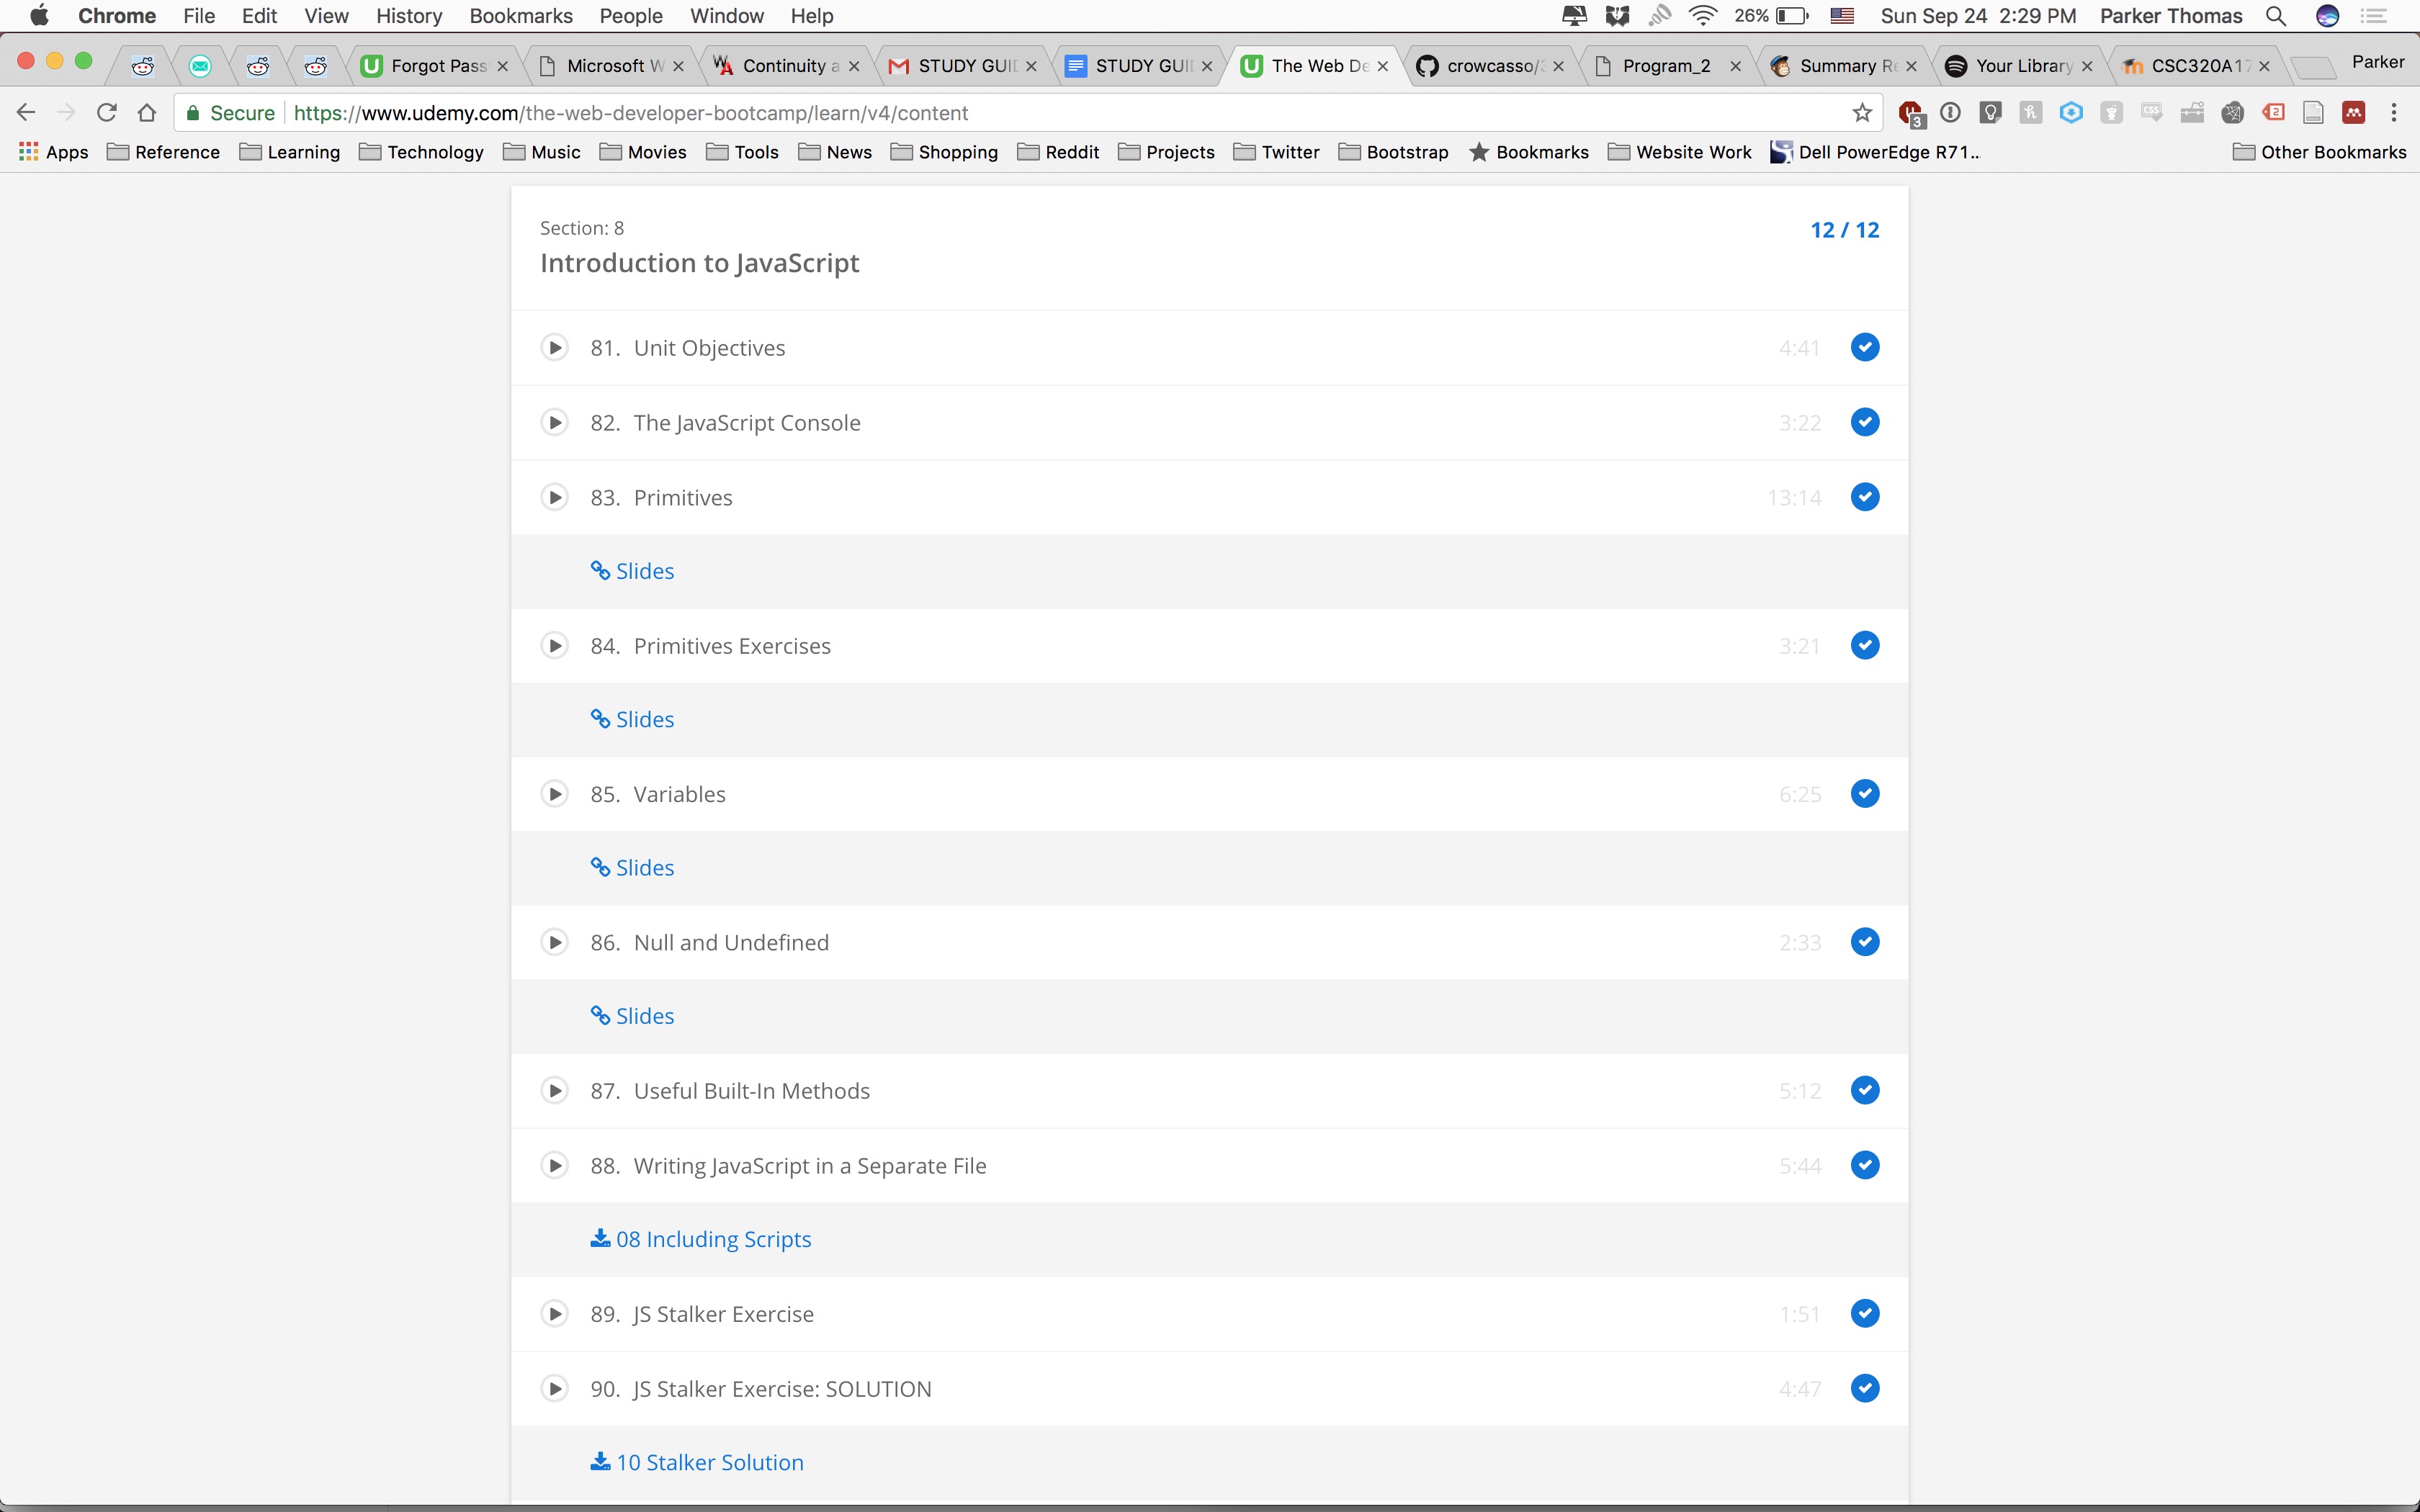 Chrome File Edit View History Bookmarks People Window Help 26% Sun Sep 24 2:29 PM Parker Thomas
Forgot Pass Microsoft W Continuity a STUDY GUI STUDY GUI The Web De crowcasso/ Program_2 Summary Re Your Library CSC320A17 Parker
Secure https://www.udemy.com/the-web-developer-bootcamp/learn/v4/content 3
Apps Reference Learning Technology Music Movies Tools News Shopping Reddit Projects Twitter Bootstrap Bookmarks Website Work Dell PowerEdge R71... Other Bookmarks
Section: 8
12 / 12
Introduction to JavaScript
81. Unit Objectives 4:41
82. The JavaScript Console 3:22
83. Primitives 13:14
Slides
84. Primitives Exercises 3:21
Slides
85. Variables 6:25
Slides
86. Null and Undefined 2:33
Slides
87. Useful Built-In Methods 5:12
88. Writing JavaScript in a Separate File 5:44
08 Including Scripts
89. JS Stalker Exercise 1:51
90. JS Stalker Exercise: SOLUTION 4:47
10 Stalker Solution